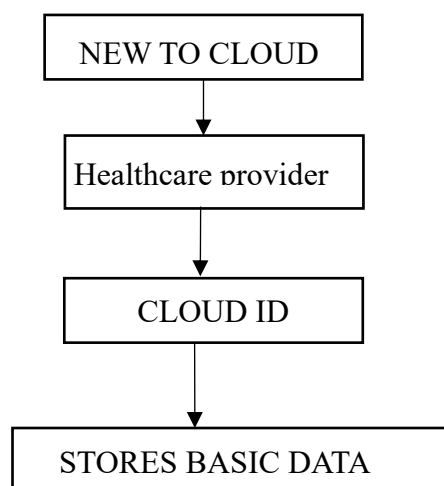 NEW TO CLOUD
Healthcare provider
CLOUD ID
STORES BASIC DATA